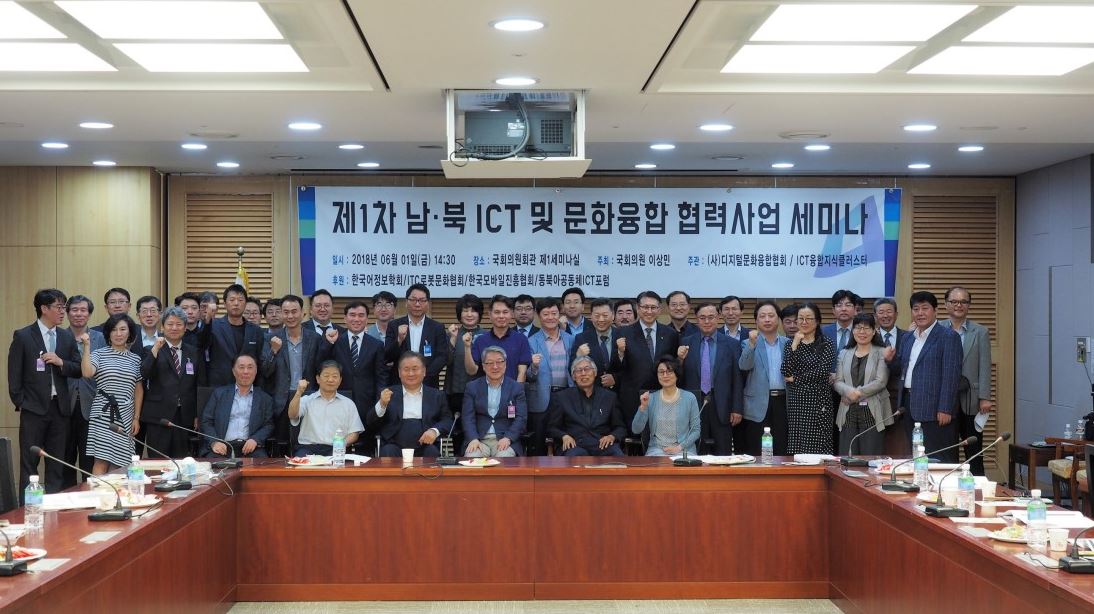 제1차 남·북 ICT 및 문화융합 협력사업 세미나
일시 : 2018년 06월 01일(금) 14:30 장소 : 국회의원회관 제1세미나실 주최 : 국회의원 이상민 주관 : (사)디지털문화융합협회 / ICT융합지식클러스터
후원 : 한국어정보학회/ITC로봇문화협회/한국모바일진흥협회/동북아공동체ICT포럼